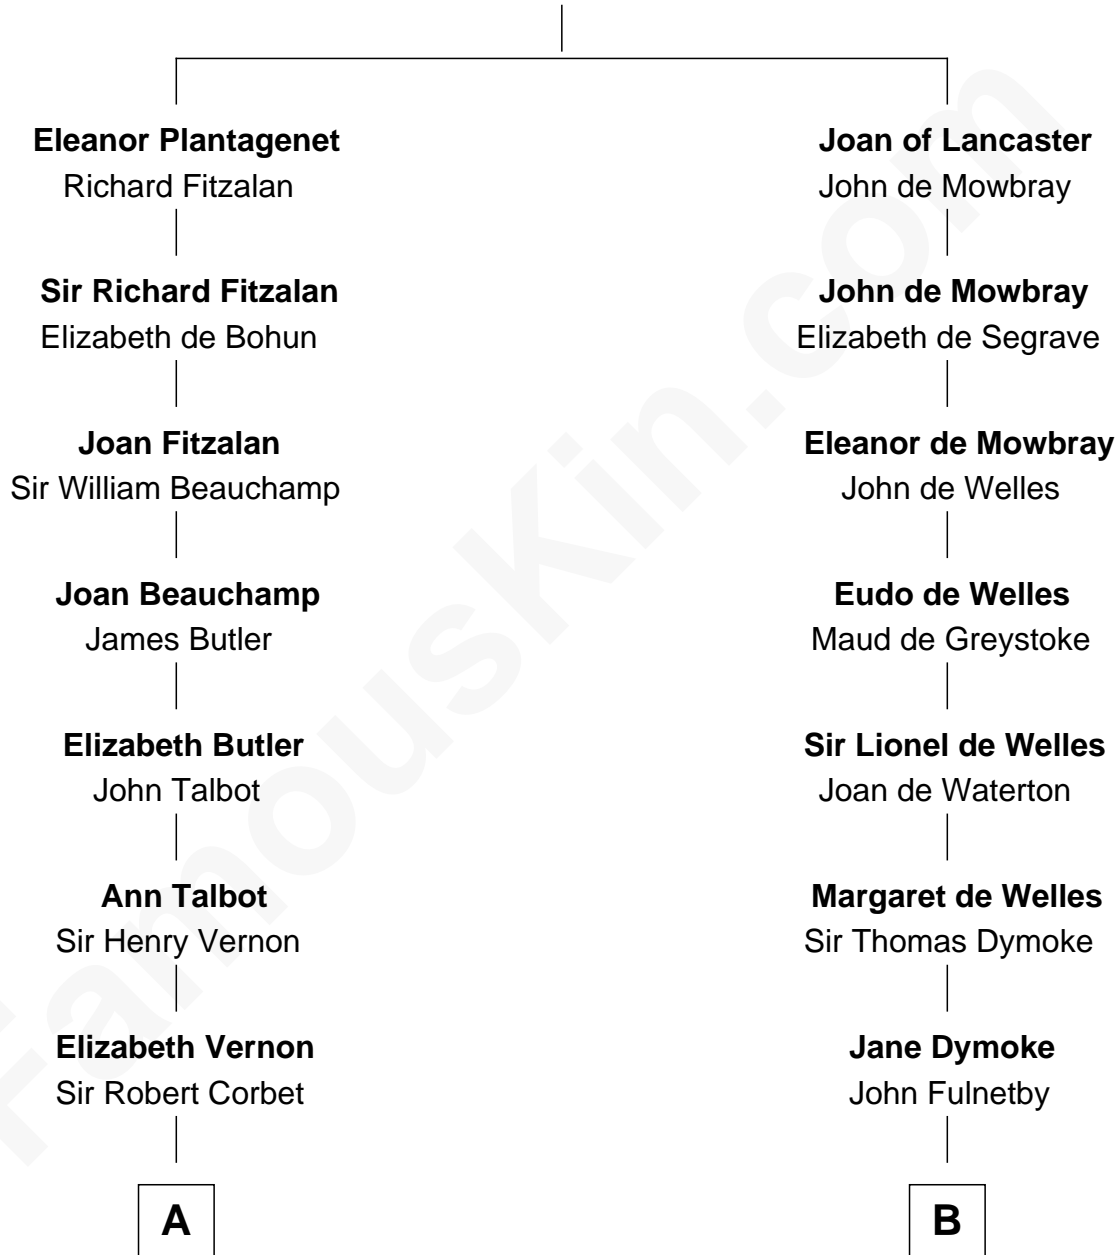 Eleanor Plantagenet
Richard Fitzalan
Sir Richard Fitzalan
Elizabeth de Bohun
Joan Fitzalan
Sir William Beauchamp
Joan Beauchamp
James Butler
Elizabeth Butler
John Talbot
Ann Talbot
Sir Henry Vernon
Elizabeth Vernon
Sir Robert Corbet
A
Joan of Lancaster
John de Mowbray
John de Mowbray
Elizabeth de Segrave
Eleanor de Mowbray
John de Welles
Eudo de Welles
Maud de Greystoke
Sir Lionel de Welles
Joan de Waterton
Margaret de Welles
Sir Thomas Dymoke
Jane Dymoke
John Fulnetby
B
FamousKin.com